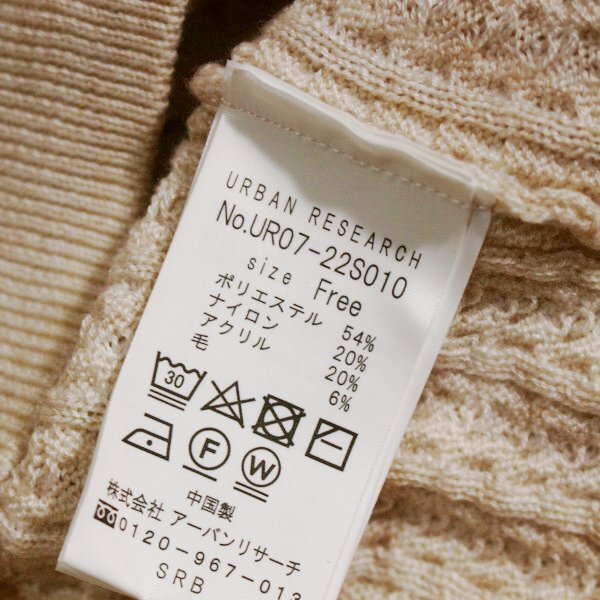 URBAN RESEARCH
No.UR07-22S010
size Free
ポリエステル 54%
ナイロン 20%
アクリル 20%
毛 6%
30
F W
中国製
株式会社 アーバンリサーチ
0120-967-013
SRB